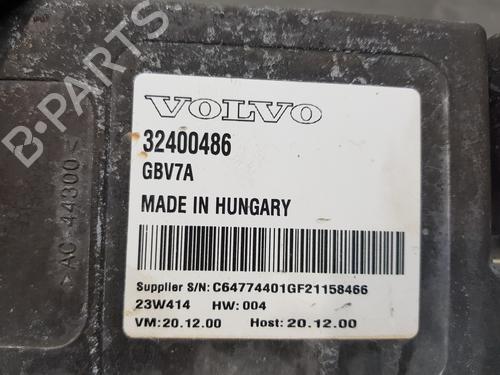 VOLVO
32400486
GBV7A
MADE IN HUNGARY
Supplier S/N: C64774401GF21158466
23W414 HW: 004
VM:20.12.00 Host: 20.12.00
> AC 44300 <
B-PARTS